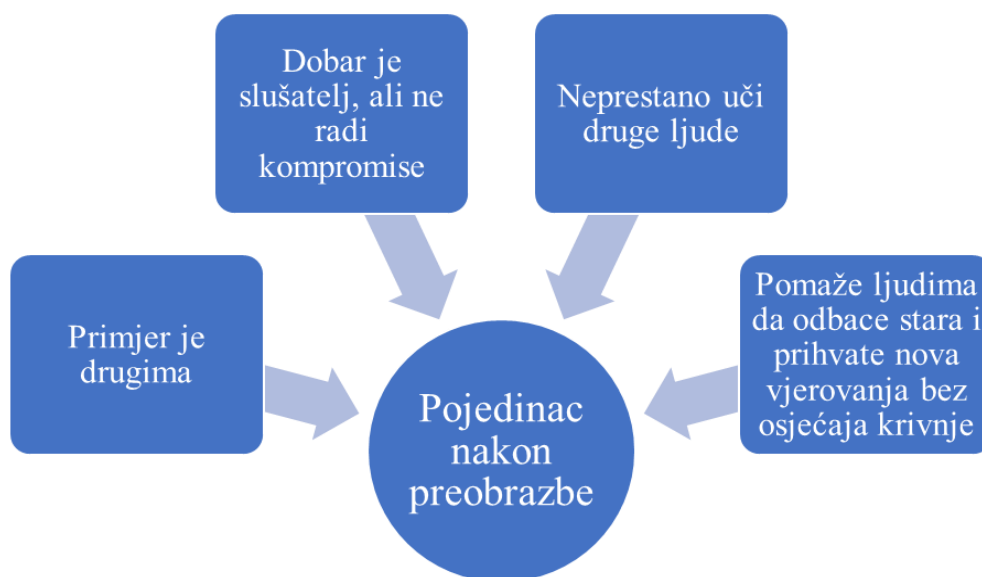 Dobar je
slušatelj, ali ne
radi
kompromise
Neprestano uči
druge ljude
Primjer je
drugima
Pomaže ljudima
da odbace stara i
prihvate nova
vjerovanja bez
osjećaja krivnje
Pojedinac
nakon
preobrazbe